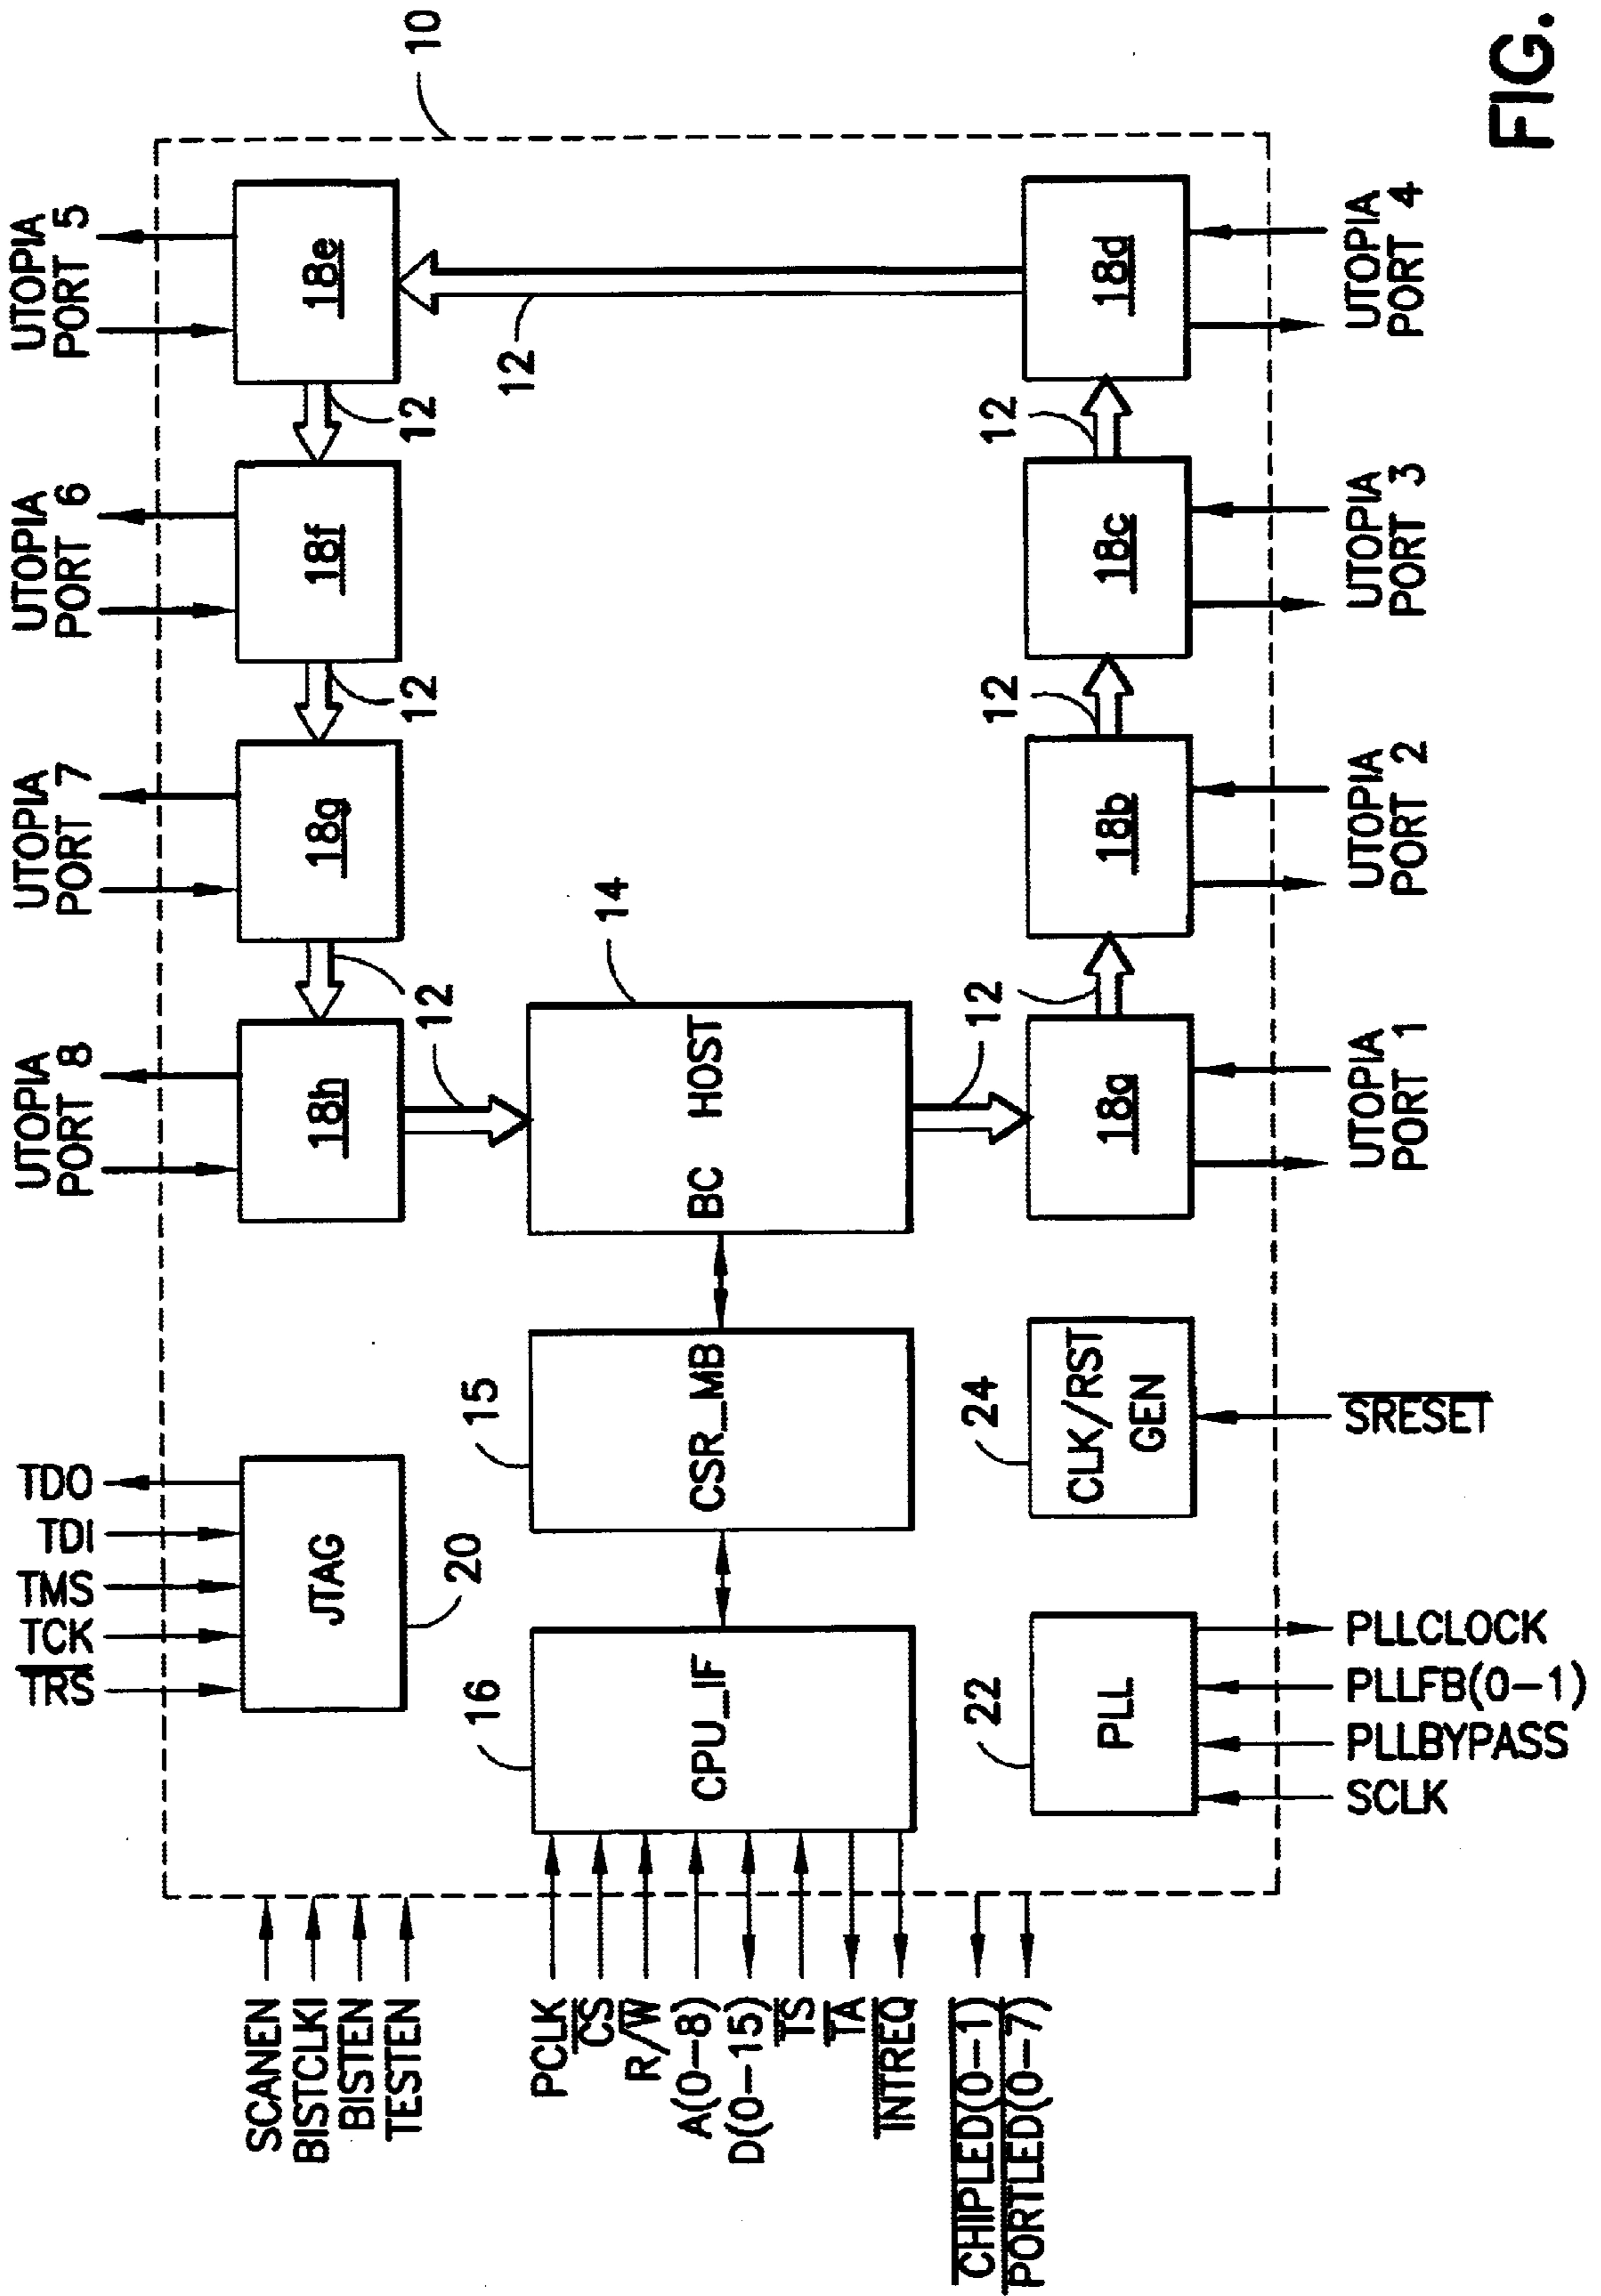 TRS
TCK
TMS
TDI
TDO
UTOPIA
PORT 8
UTOPIA
PORT 7
UTOPIA
PORT 6
UTOPIA
PORT 5
10
SCANEN
BISTCLKI
BISTEN
TESTEN
JTAG
20
18h
18g
18f
18e
12
12
12
12
12
PCLK
CS
R/W
A(0-8)
D(0-15)
TS
TA
INTREQ
16
CPU_IF
15
CSR_MB
14
BC HOST
12
12
12
12
CHIPLED(0-1)
PORTLED(0-7)
22
PLL
24
CLK/RST
GEN
18a
18b
18c
18d
PLLCLOCK
PLLFB(0-1)
PLLBYPASS
SCLK
SRESET
UTOPIA
PORT 1
UTOPIA
PORT 2
UTOPIA
PORT 3
UTOPIA
PORT 4
FIG.